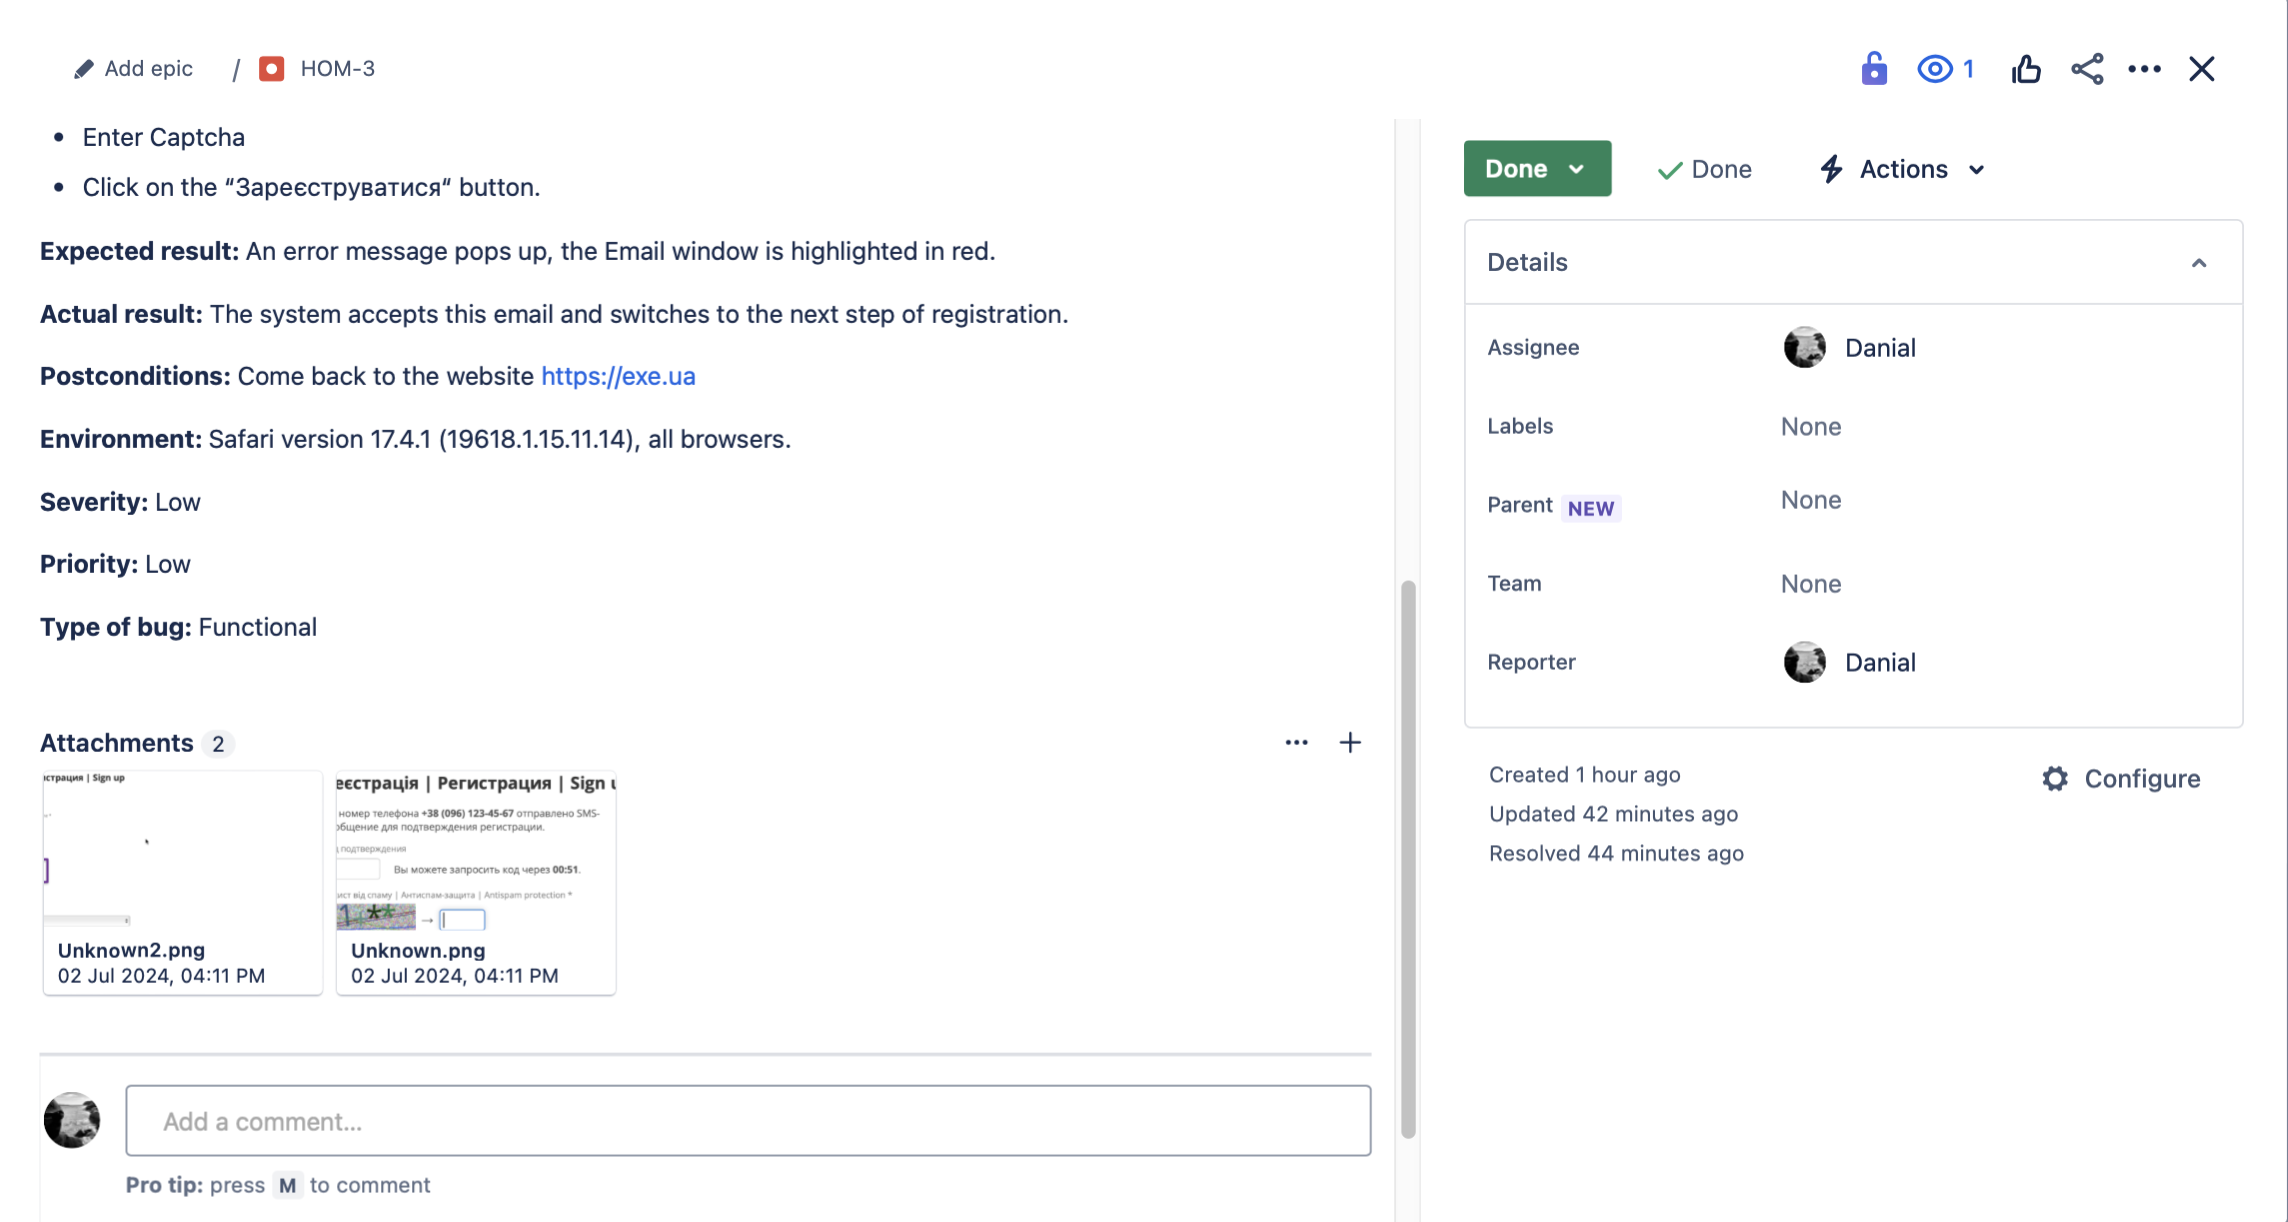 Add epic / HOM-3
1
• Enter Captcha
• Click on the “Зареєструватися“ button.
Expected result: An error message pops up, the Email window is highlighted in red.
Actual result: The system accepts this email and switches to the next step of registration.
Postconditions: Come back to the website https://exe.ua
Environment: Safari version 17.4.1 (19618.1.15.11.14), all browsers.
Severity: Low
Priority: Low
Type of bug: Functional
Attachments 2
страция | Sign up
Unknown2.png
02 Jul 2024, 04:11 PM
еєстрація | Регистрация | Sign u
номер телефона +38 (096) 123-45-67 отправлено SMS-
общение для подтверждения регистрации.
подтверждения
Вы можете запросить код через 00:51.
ист від спаму | Антиспам-защита | Antispam protection *
→
Unknown.png
02 Jul 2024, 04:11 PM
Add a comment...
Pro tip: press M to comment
Done
Done
Actions
Details
Assignee
Danial
Labels
None
Parent NEW
None
Team
None
Reporter
Danial
Created 1 hour ago
Updated 42 minutes ago
Resolved 44 minutes ago
Configure